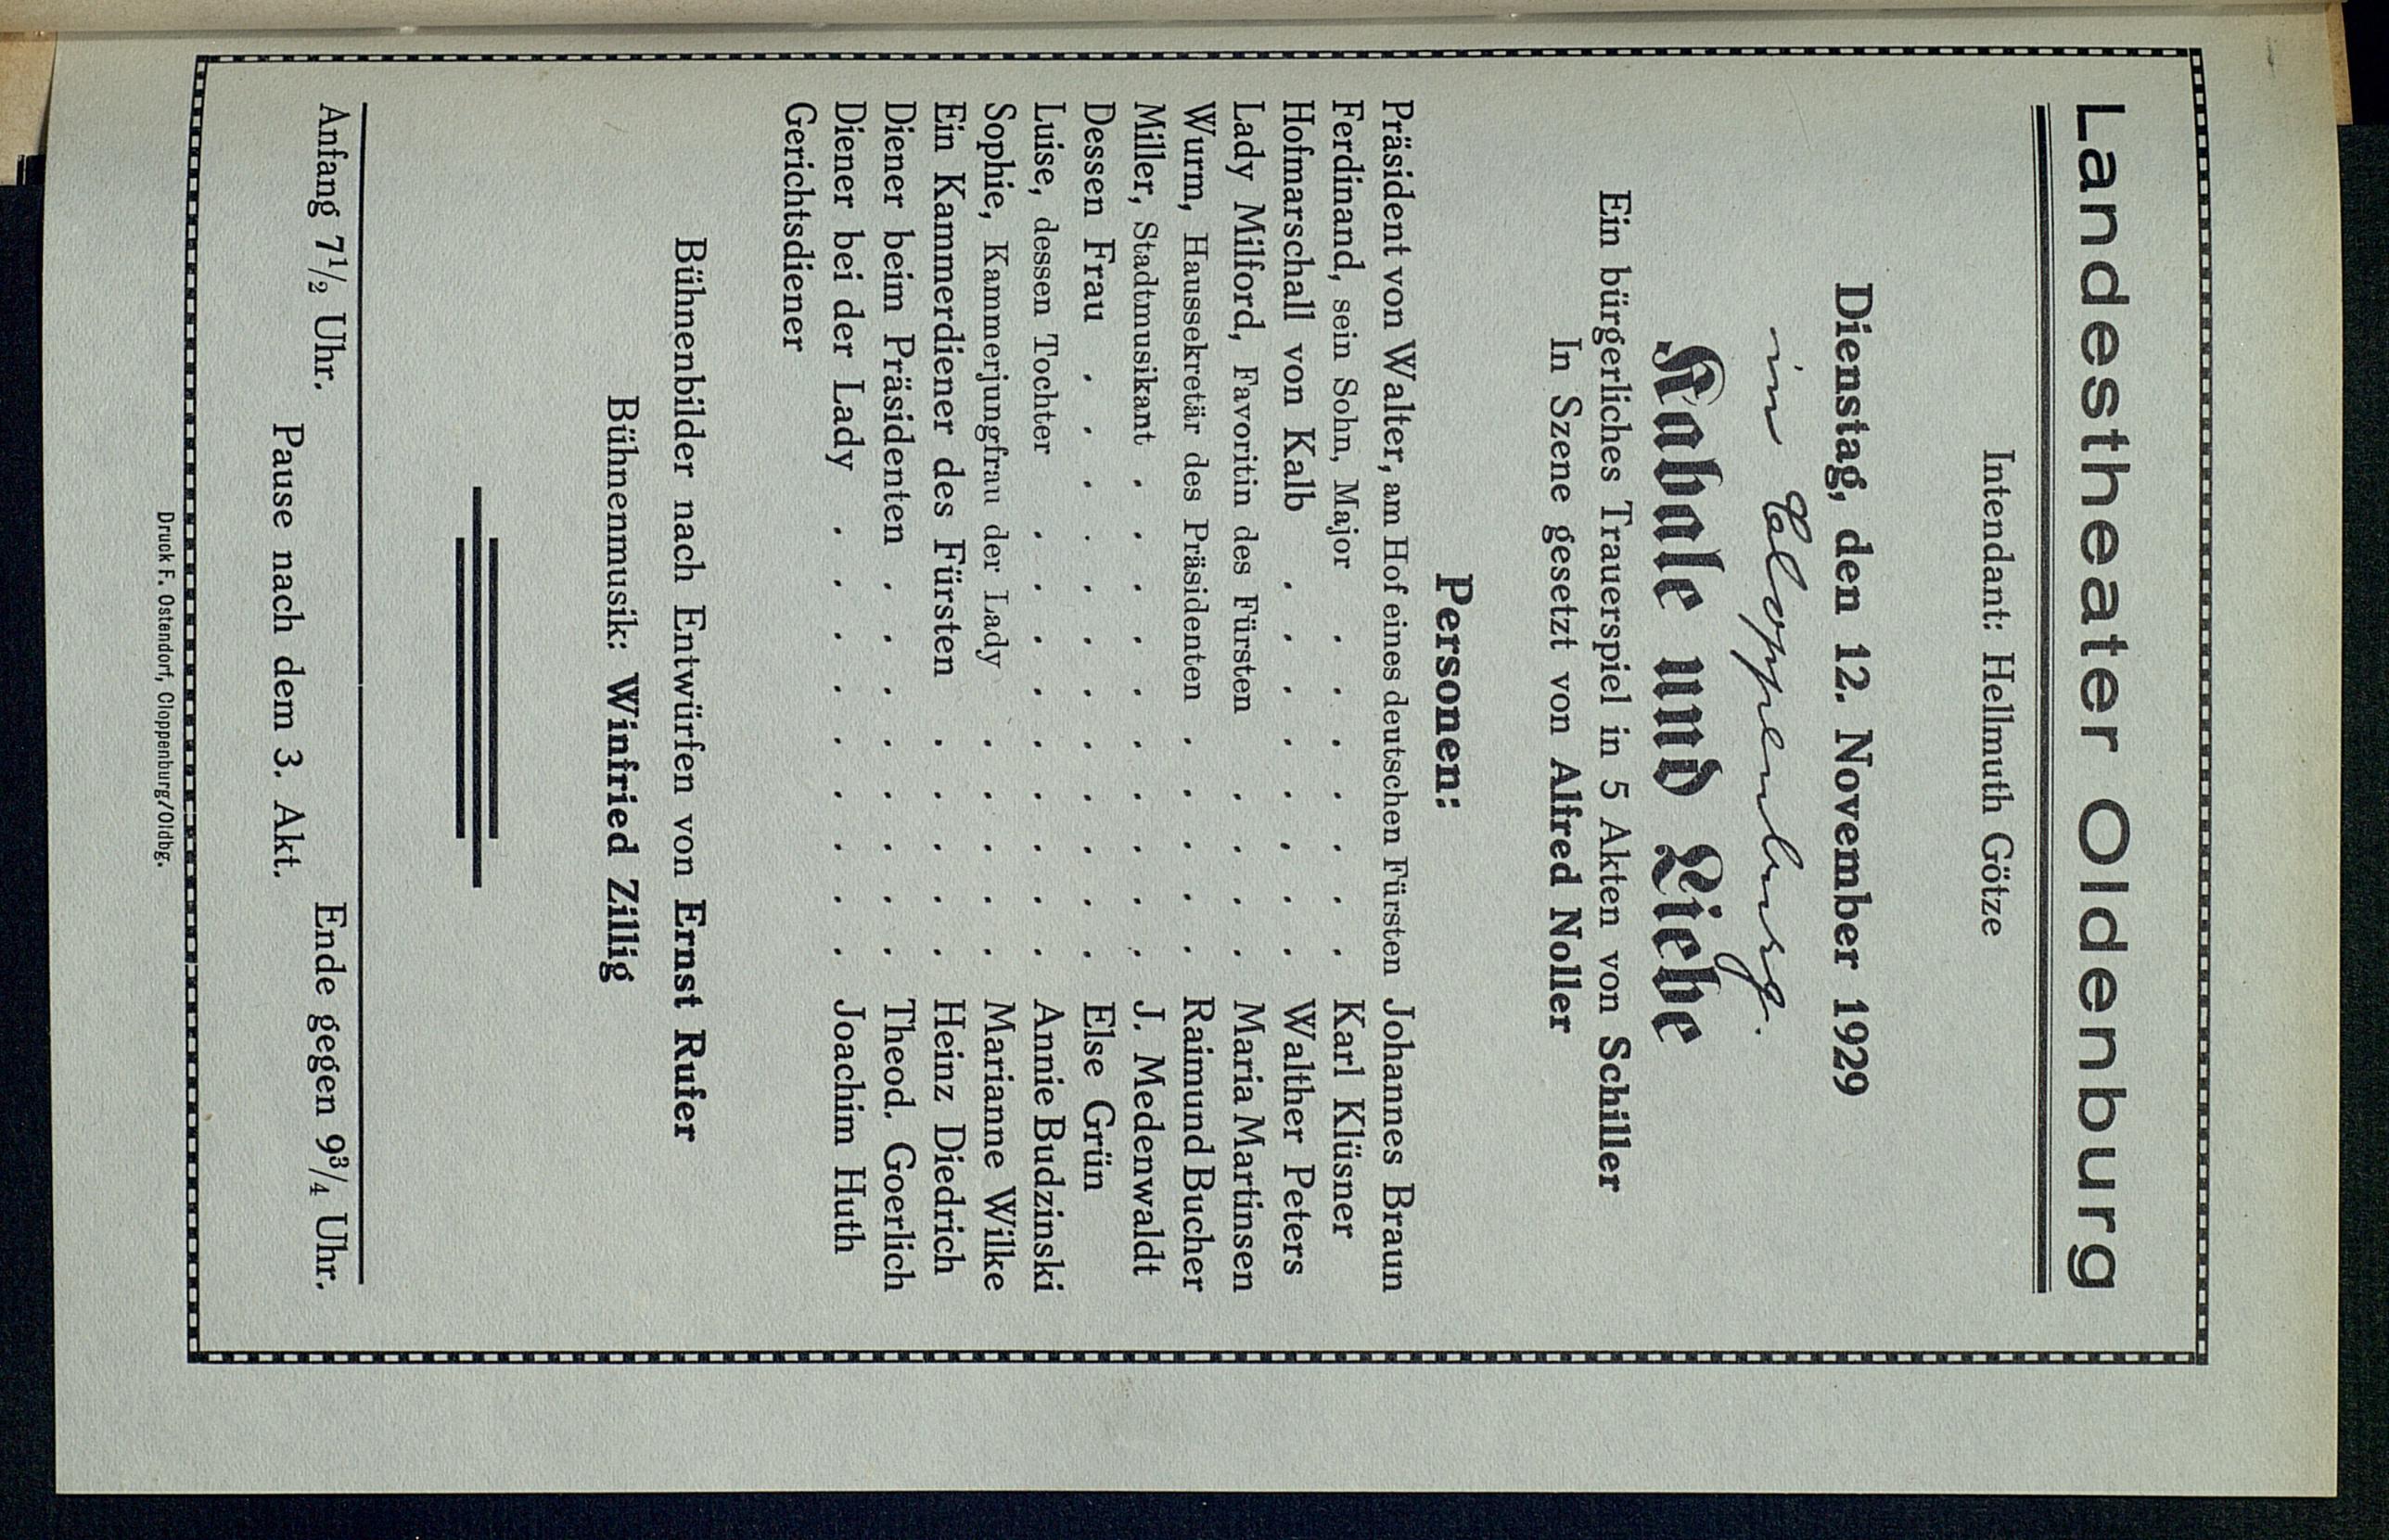 Landestheater Oldenburg
Intendant: Hellmuth Götze
Dienstag, den 12. November 1929
in Cloppenburg.
Kabale und Liebe
Ein bürgerliches Trauerspiel in 5 Akten von Schiller
In Szene gesetzt von Alfred Noller
Personen:
Präsident von Walter, am Hof eines deutschen Fürsten Johannes Braun
Ferdinand, sein Sohn, Major . . . . . . . Karl Klüsner
Hofmarschall von Kalb . . . . . . . . Walther Peters
Lady Milford, Favoritin des Fürsten . . . . Maria Martinsen
Wurm, Haussekretär des Präsidenten . . . . . Raimund Bucher
Miller, Stadtmusikant . . . . . . . . . . J. Medenwaldt
Dessen Frau . . . . . . . . . . . . Else Grün
Luise, dessen Tochter . . . . . . . . . Annie Budzinski
Sophie, Kammerjungfrau der Lady . . . . . Marianne Wilke
Ein Kammerdiener des Fürsten . . . . . Heinz Diedrich
Diener beim Präsidenten . . . . . . . . Theod. Goerlich
Diener bei der Lady . . . . . . . . . Joachim Huth
Gerichtsdiener
Bühnenbilder nach Entwürfen von Ernst Rufer
Bühnenmusik: Winfried Zillig
Anfang 7¹/₂ Uhr. Ende gegen 9³/₄ Uhr.
Pause nach dem 3. Akt.
Druck F. Ostendorf, Cloppenburg/Oldbg.